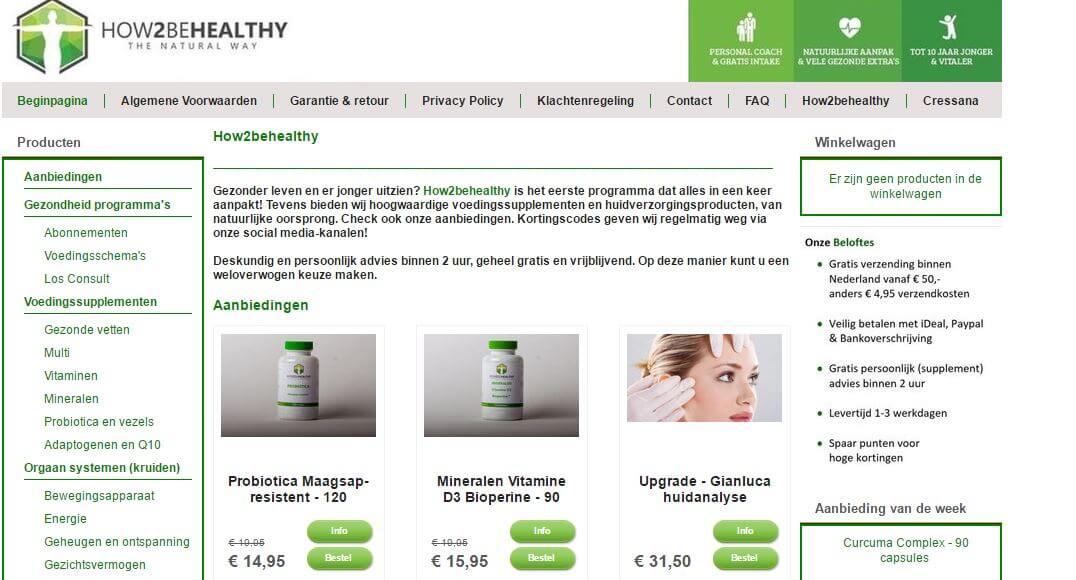 HOW2BEHEALTHY
THE NATURAL WAY
PERSONAL COACH
& GRATIS INTAKE
NATUURLIJKE AANPAK
& VELE GEZONDE EXTRA'S
TOT 10 JAAR JONGER
& VITALER
Beginpagina
Algemene Voorwaarden
Garantie & retour
Privacy Policy
Klachtenregeling
Contact
FAQ
How2behealthy
Cressana
Producten
Aanbiedingen
Gezondheid programma's
Abonnementen
Voedingsschema's
Los Consult
Voedingssupplementen
Gezonde vetten
Multi
Vitaminen
Mineralen
Probiotica en vezels
Adaptogenen en Q10
Orgaan systemen (kruiden)
Bewegingsapparaat
Energie
Geheugen en ontspanning
Gezichtsvermogen
How2behealthy
Gezonder leven en er jonger uitzien? How2behealthy is het eerste programma dat alles in een keer
aanpakt! Tevens bieden wij hoogwaardige voedingssupplementen en huidverzorgingsproducten, van
natuurlijke oorsprong. Check ook onze aanbiedingen. Kortingscodes geven wij regelmatig weg via
onze social media-kanalen!
Deskundig en persoonlijk advies binnen 2 uur, geheel gratis en vrijblijvend. Op deze manier kunt u een
weloverwogen keuze maken.
Aanbiedingen
HOW2BEHEALTHY
PROBIOTICA
HOW2BEHEALTHY
MINERALEN
Vitamine D3
Bioperine
Probiotica Maagsap-
resistent - 120
Info
€ 14,95
Bestel
Mineralen Vitamine
D3 Bioperine - 90
Info
€ 15,95
Bestel
Upgrade - Gianluca
huidanalyse
Info
€ 31,50
Bestel
Winkelwagen
Er zijn geen producten in de
winkelwagen
Onze Beloftes
Gratis verzending binnen
Nederland vanaf € 50,-
anders € 4,95 verzendkosten
Veilig betalen met iDeal, Paypal
& Bankoverschrijving
Gratis persoonlijk (supplement)
advies binnen 2 uur
Levertijd 1-3 werkdagen
Spaar punten voor
hoge kortingen
Aanbieding van de week
Curcuma Complex - 90
capsules